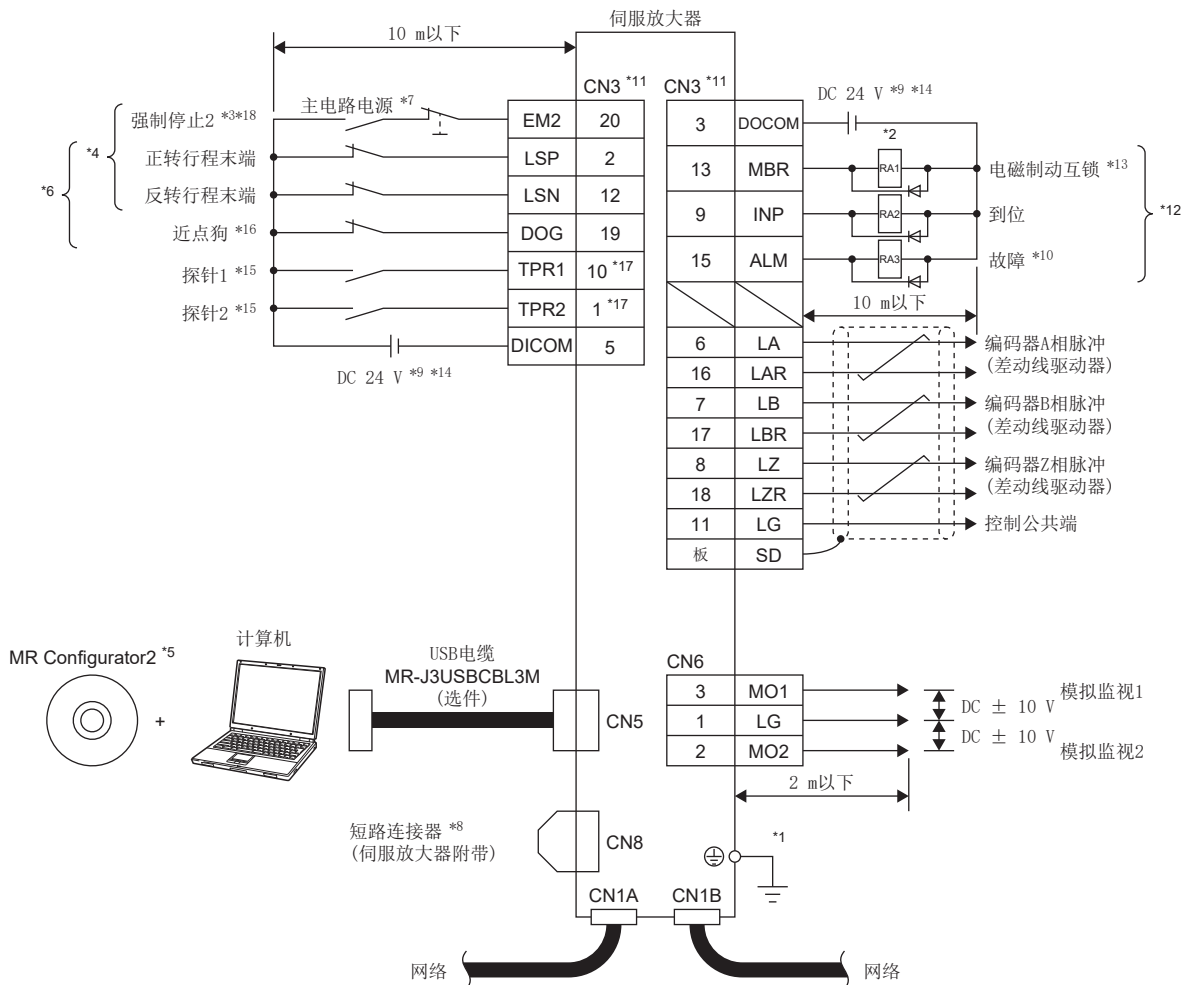 伺服放大器
10 m以下
CN3 *11
CN3 *11
主电路电源 *7
强制停止2 *3*18
EM2 20
*4
正转行程末端
LSP 2
*6
反转行程末端
LSN 12
近点狗 *16
DOG 19
探针1 *15
TPR1 10 *17
探针2 *15
TPR2 1 *17
DICOM 5
DC 24 V *9 *14
DC 24 V *9 *14
3 DOCOM
*2
13 MBR
RA1
电磁制动互锁 *13
9 INP
RA2
到位
*12
15 ALM
RA3
故障 *10
10 m以下
6 LA
编码器A相脉冲
(差动线驱动器)
16 LAR
7 LB
编码器B相脉冲
(差动线驱动器)
17 LBR
8 LZ
编码器Z相脉冲
(差动线驱动器)
18 LZR
11 LG
控制公共端
板 SD
计算机
MR Configurator2 *5
+
USB电缆
MR-J3USBCBL3M
(选件)
CN5
CN6
3 MO1
模拟监视1
DC ± 10 V
1 LG
DC ± 10 V
2 MO2
模拟监视2
2 m以下
短路连接器 *8
(伺服放大器附带)
CN8
*1
CN1A
CN1B
网络
网络